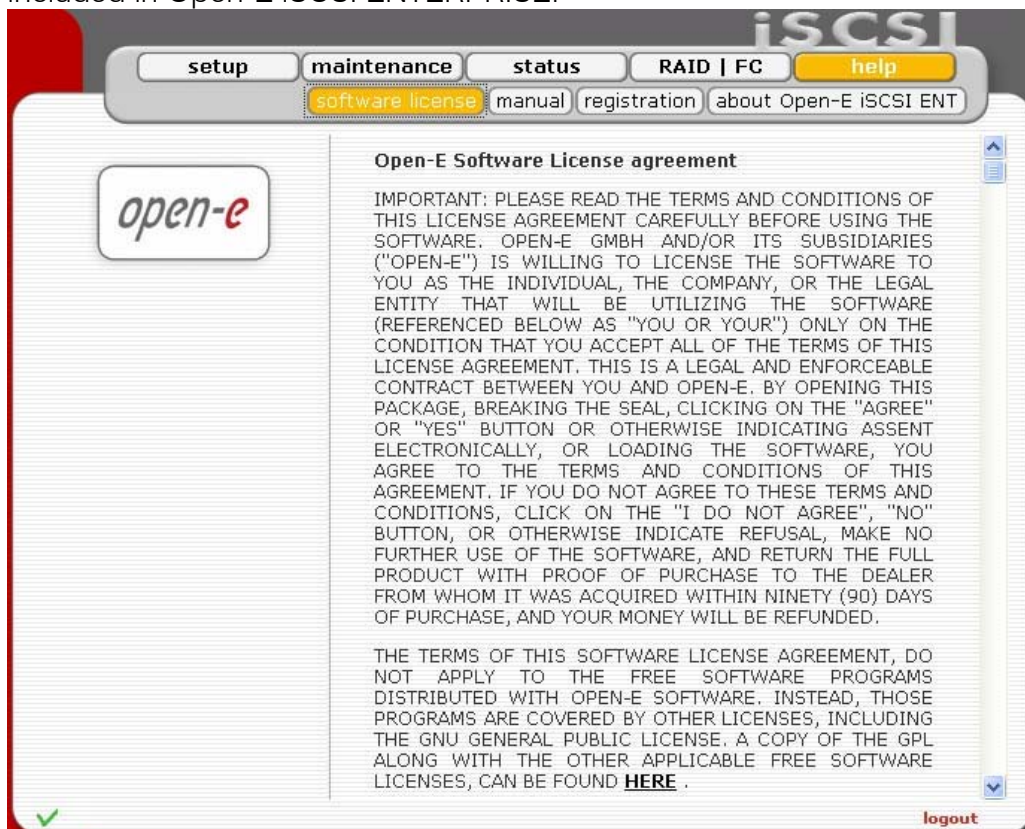 included in Open-E iSCSI ENTERPRISE.
iSCSI
setup maintenance status RAID | FC help
software license manual registration about Open-E iSCSI ENT
open-e
Open-E Software License agreement
IMPORTANT: PLEASE READ THE TERMS AND CONDITIONS OF
THIS LICENSE AGREEMENT CAREFULLY BEFORE USING THE
SOFTWARE. OPEN-E GMBH AND/OR ITS SUBSIDIARIES
("OPEN-E") IS WILLING TO LICENSE THE SOFTWARE TO
YOU AS THE INDIVIDUAL, THE COMPANY, OR THE LEGAL
ENTITY THAT WILL BE UTILIZING THE SOFTWARE
(REFERENCED BELOW AS "YOU OR YOUR") ONLY ON THE
CONDITION THAT YOU ACCEPT ALL OF THE TERMS OF THIS
LICENSE AGREEMENT. THIS IS A LEGAL AND ENFORCEABLE
CONTRACT BETWEEN YOU AND OPEN-E. BY OPENING THIS
PACKAGE, BREAKING THE SEAL, CLICKING ON THE "AGREE"
OR "YES" BUTTON OR OTHERWISE INDICATING ASSENT
ELECTRONICALLY, OR LOADING THE SOFTWARE, YOU
AGREE TO THE TERMS AND CONDITIONS OF THIS
AGREEMENT. IF YOU DO NOT AGREE TO THESE TERMS AND
CONDITIONS, CLICK ON THE "I DO NOT AGREE", "NO"
BUTTON, OR OTHERWISE INDICATE REFUSAL, MAKE NO
FURTHER USE OF THE SOFTWARE, AND RETURN THE FULL
PRODUCT WITH PROOF OF PURCHASE TO THE DEALER
FROM WHOM IT WAS ACQUIRED WITHIN NINETY (90) DAYS
OF PURCHASE, AND YOUR MONEY WILL BE REFUNDED.
THE TERMS OF THIS SOFTWARE LICENSE AGREEMENT, DO
NOT APPLY TO THE FREE SOFTWARE PROGRAMS
DISTRIBUTED WITH OPEN-E SOFTWARE. INSTEAD, THOSE
PROGRAMS ARE COVERED BY OTHER LICENSES, INCLUDING
THE GNU GENERAL PUBLIC LICENSE. A COPY OF THE GPL
ALONG WITH THE OTHER APPLICABLE FREE SOFTWARE
LICENSES, CAN BE FOUND HERE .
logout